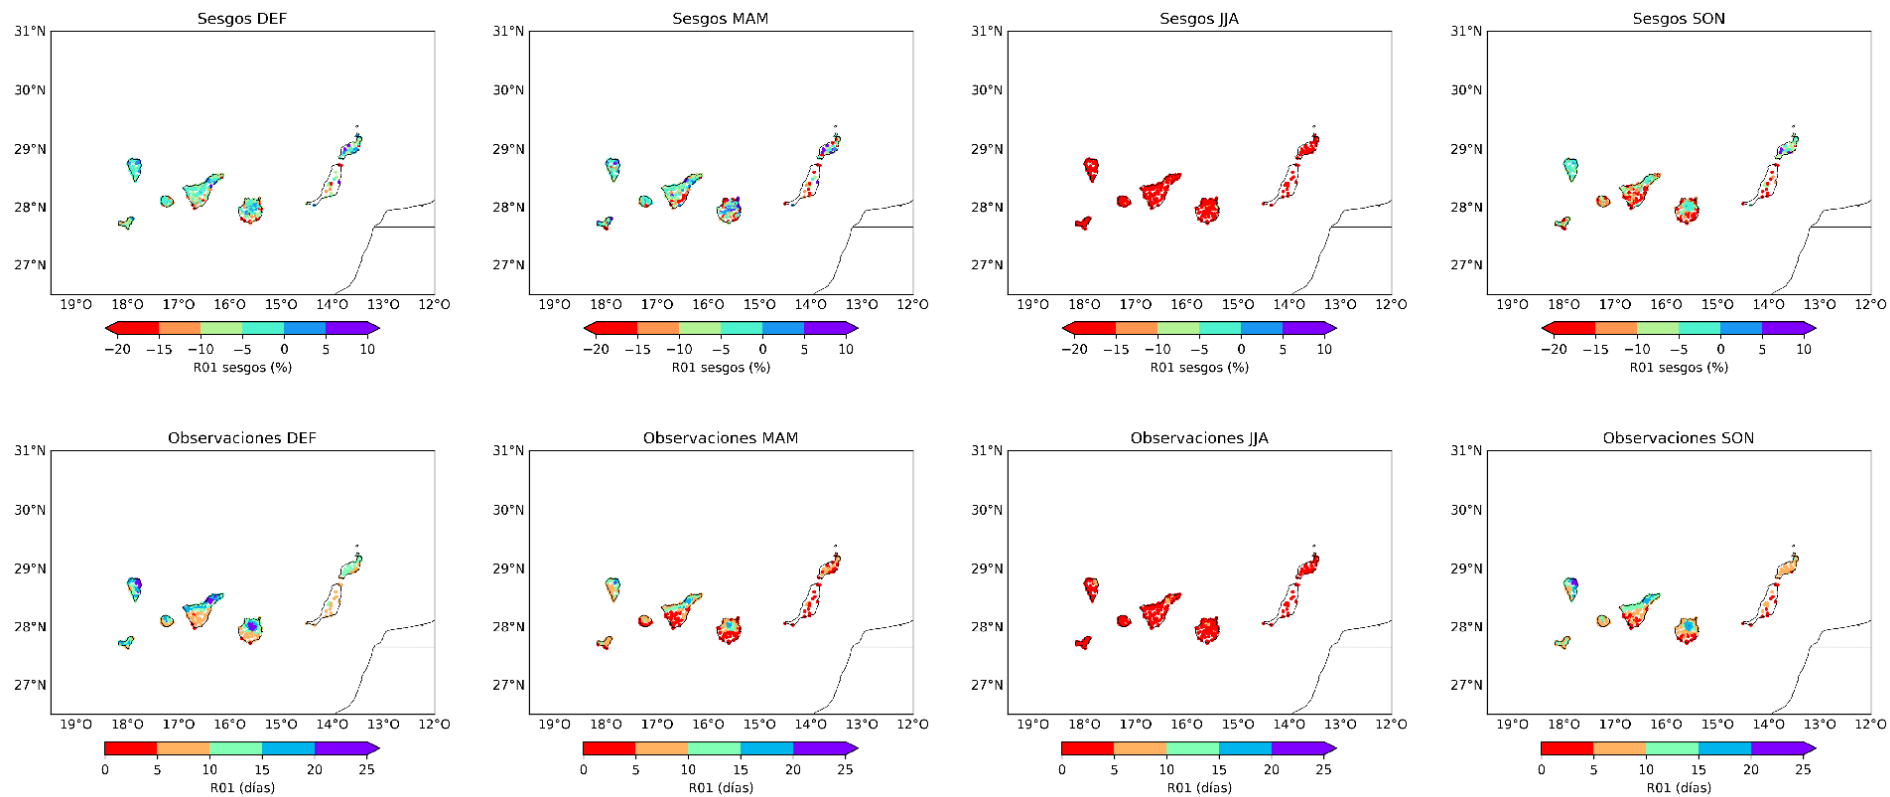 Sesgos DEF
31°N
30°N
29°N
28°N
27°N
19°O 18°O 17°O 16°O 15°O 14°O 13°O 12°O
−20 −15 −10 −5 0 5 10
R01 sesgos (%)
Sesgos MAM
31°N
30°N
29°N
28°N
27°N
19°O 18°O 17°O 16°O 15°O 14°O 13°O 12°O
−20 −15 −10 −5 0 5 10
R01 sesgos (%)
Sesgos JJA
31°N
30°N
29°N
28°N
27°N
19°O 18°O 17°O 16°O 15°O 14°O 13°O 12°O
−20 −15 −10 −5 0 5 10
R01 sesgos (%)
Sesgos SON
31°N
30°N
29°N
28°N
27°N
19°O 18°O 17°O 16°O 15°O 14°O 13°O 12°O
−20 −15 −10 −5 0 5 10
R01 sesgos (%)
Observaciones DEF
31°N
30°N
29°N
28°N
27°N
19°O 18°O 17°O 16°O 15°O 14°O 13°O 12°O
0 5 10 15 20 25
R01 (días)
Observaciones MAM
31°N
30°N
29°N
28°N
27°N
19°O 18°O 17°O 16°O 15°O 14°O 13°O 12°O
0 5 10 15 20 25
R01 (días)
Observaciones JJA
31°N
30°N
29°N
28°N
27°N
19°O 18°O 17°O 16°O 15°O 14°O 13°O 12°O
0 5 10 15 20 25
R01 (días)
Observaciones SON
31°N
30°N
29°N
28°N
27°N
19°O 18°O 17°O 16°O 15°O 14°O 13°O 12°O
0 5 10 15 20 25
R01 (días)